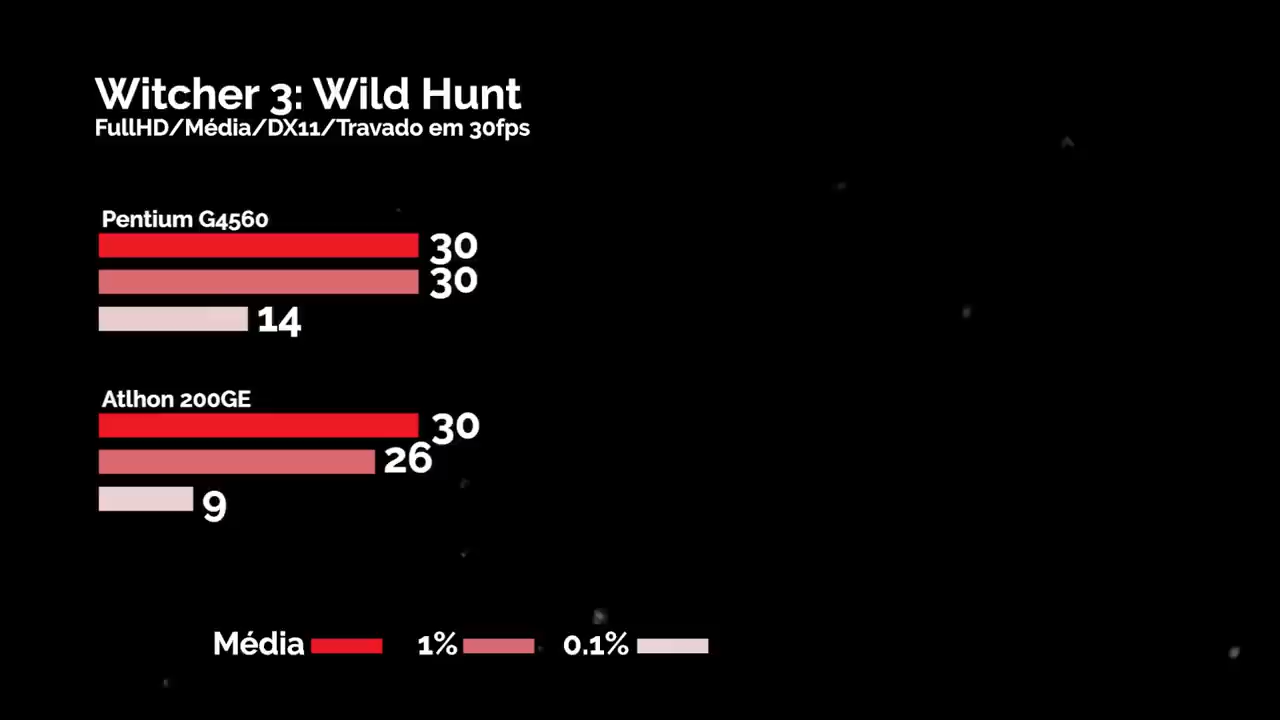 Witcher 3: Wild Hunt
FullHD/Média/DX11/Travado em 30fps
Pentium G4560
30
30
14
Atlhon 200GE
30
26
9
Média 1% 0.1%